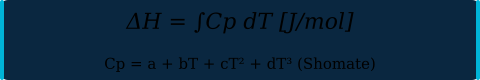 ΔH = ∫Cp dT [J/mol]
Cp = a + bT + cT² + dT³ (Shomate)